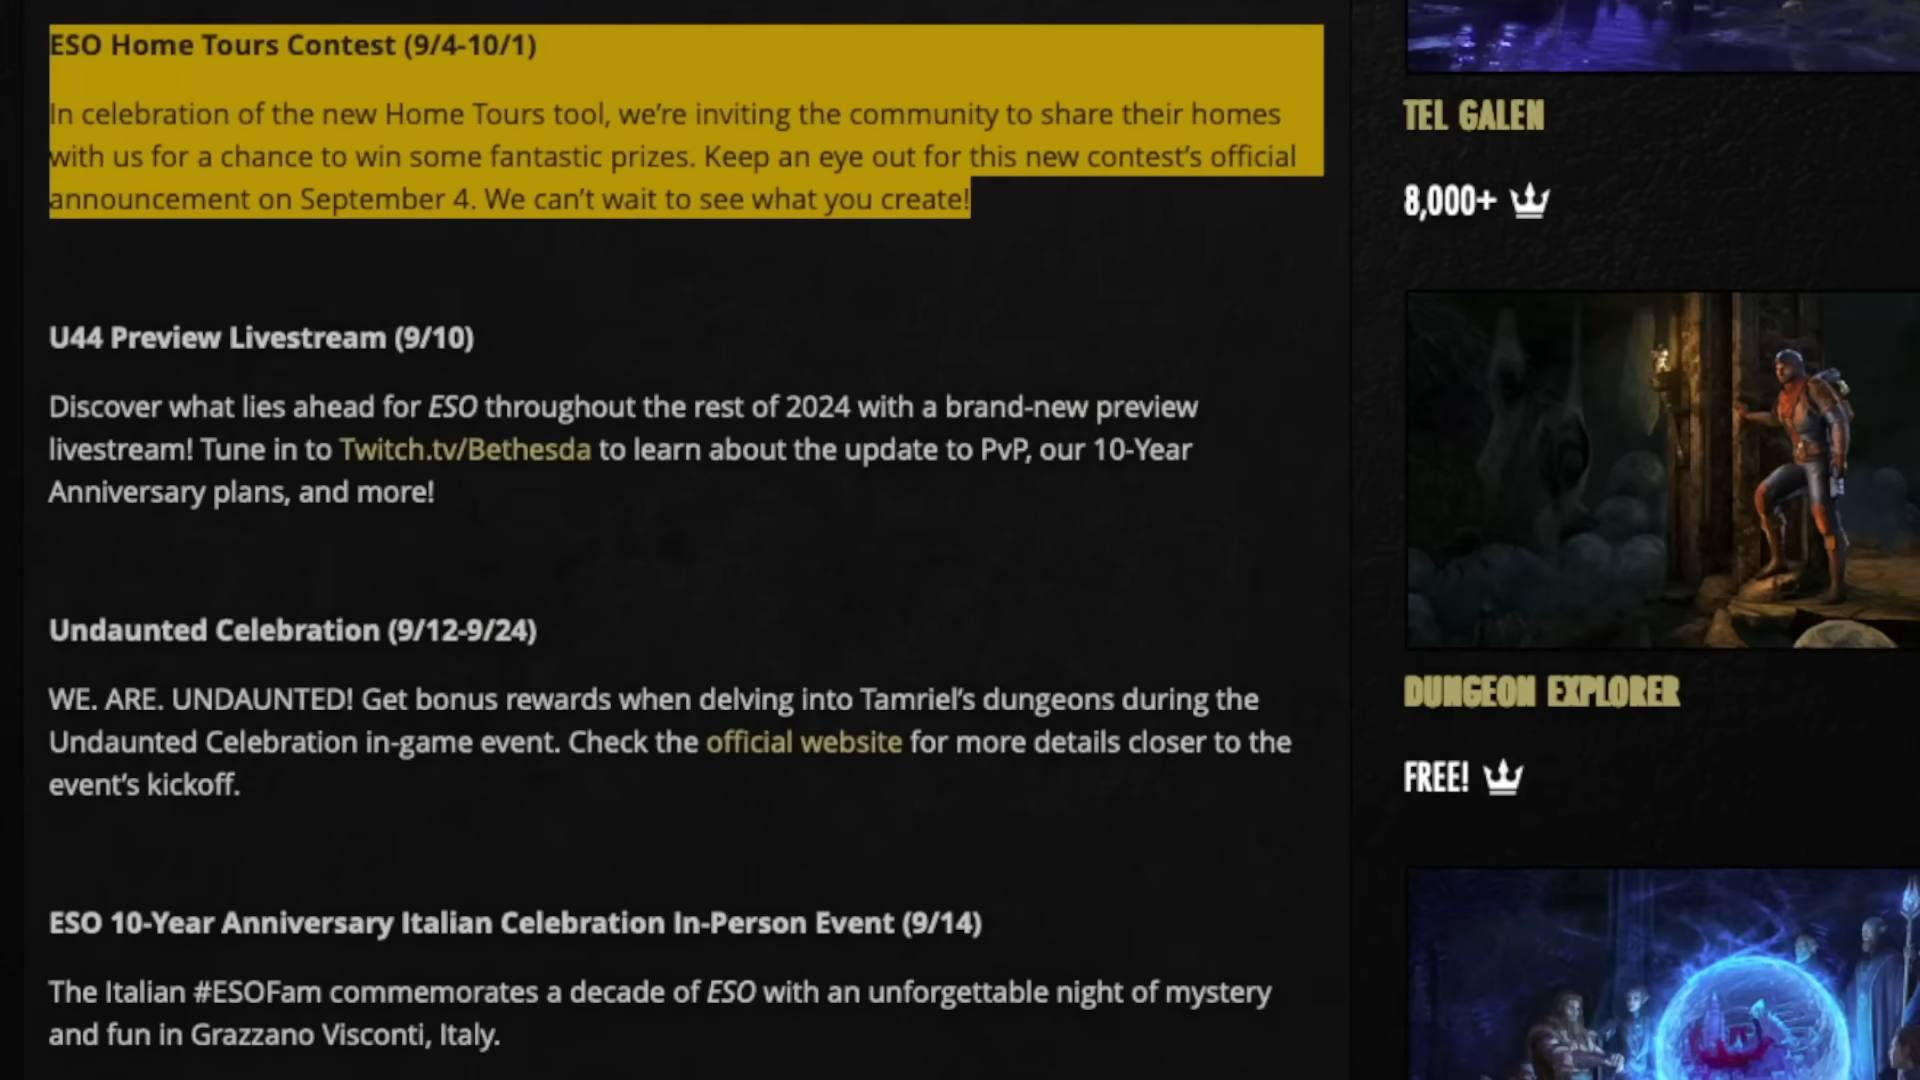 ESO Home Tours Contest (9/4-10/1)
In celebration of the new Home Tours tool, we’re inviting the community to share their homes
with us for a chance to win some fantastic prizes. Keep an eye out for this new contest’s official
announcement on September 4. We can’t wait to see what you create!
U44 Preview Livestream (9/10)
Discover what lies ahead for ESO throughout the rest of 2024 with a brand-new preview
livestream! Tune in to Twitch.tv/Bethesda to learn about the update to PvP, our 10-Year
Anniversary plans, and more!
Undaunted Celebration (9/12-9/24)
WE. ARE. UNDAUNTED! Get bonus rewards when delving into Tamriel’s dungeons during the
Undaunted Celebration in-game event. Check the official website for more details closer to the
event’s kickoff.
ESO 10-Year Anniversary Italian Celebration In-Person Event (9/14)
The Italian #ESOFam commemorates a decade of ESO with an unforgettable night of mystery
and fun in Grazzano Visconti, Italy.
TEL GALEN
8,000+
DUNGEON EXPLORER
FREE!